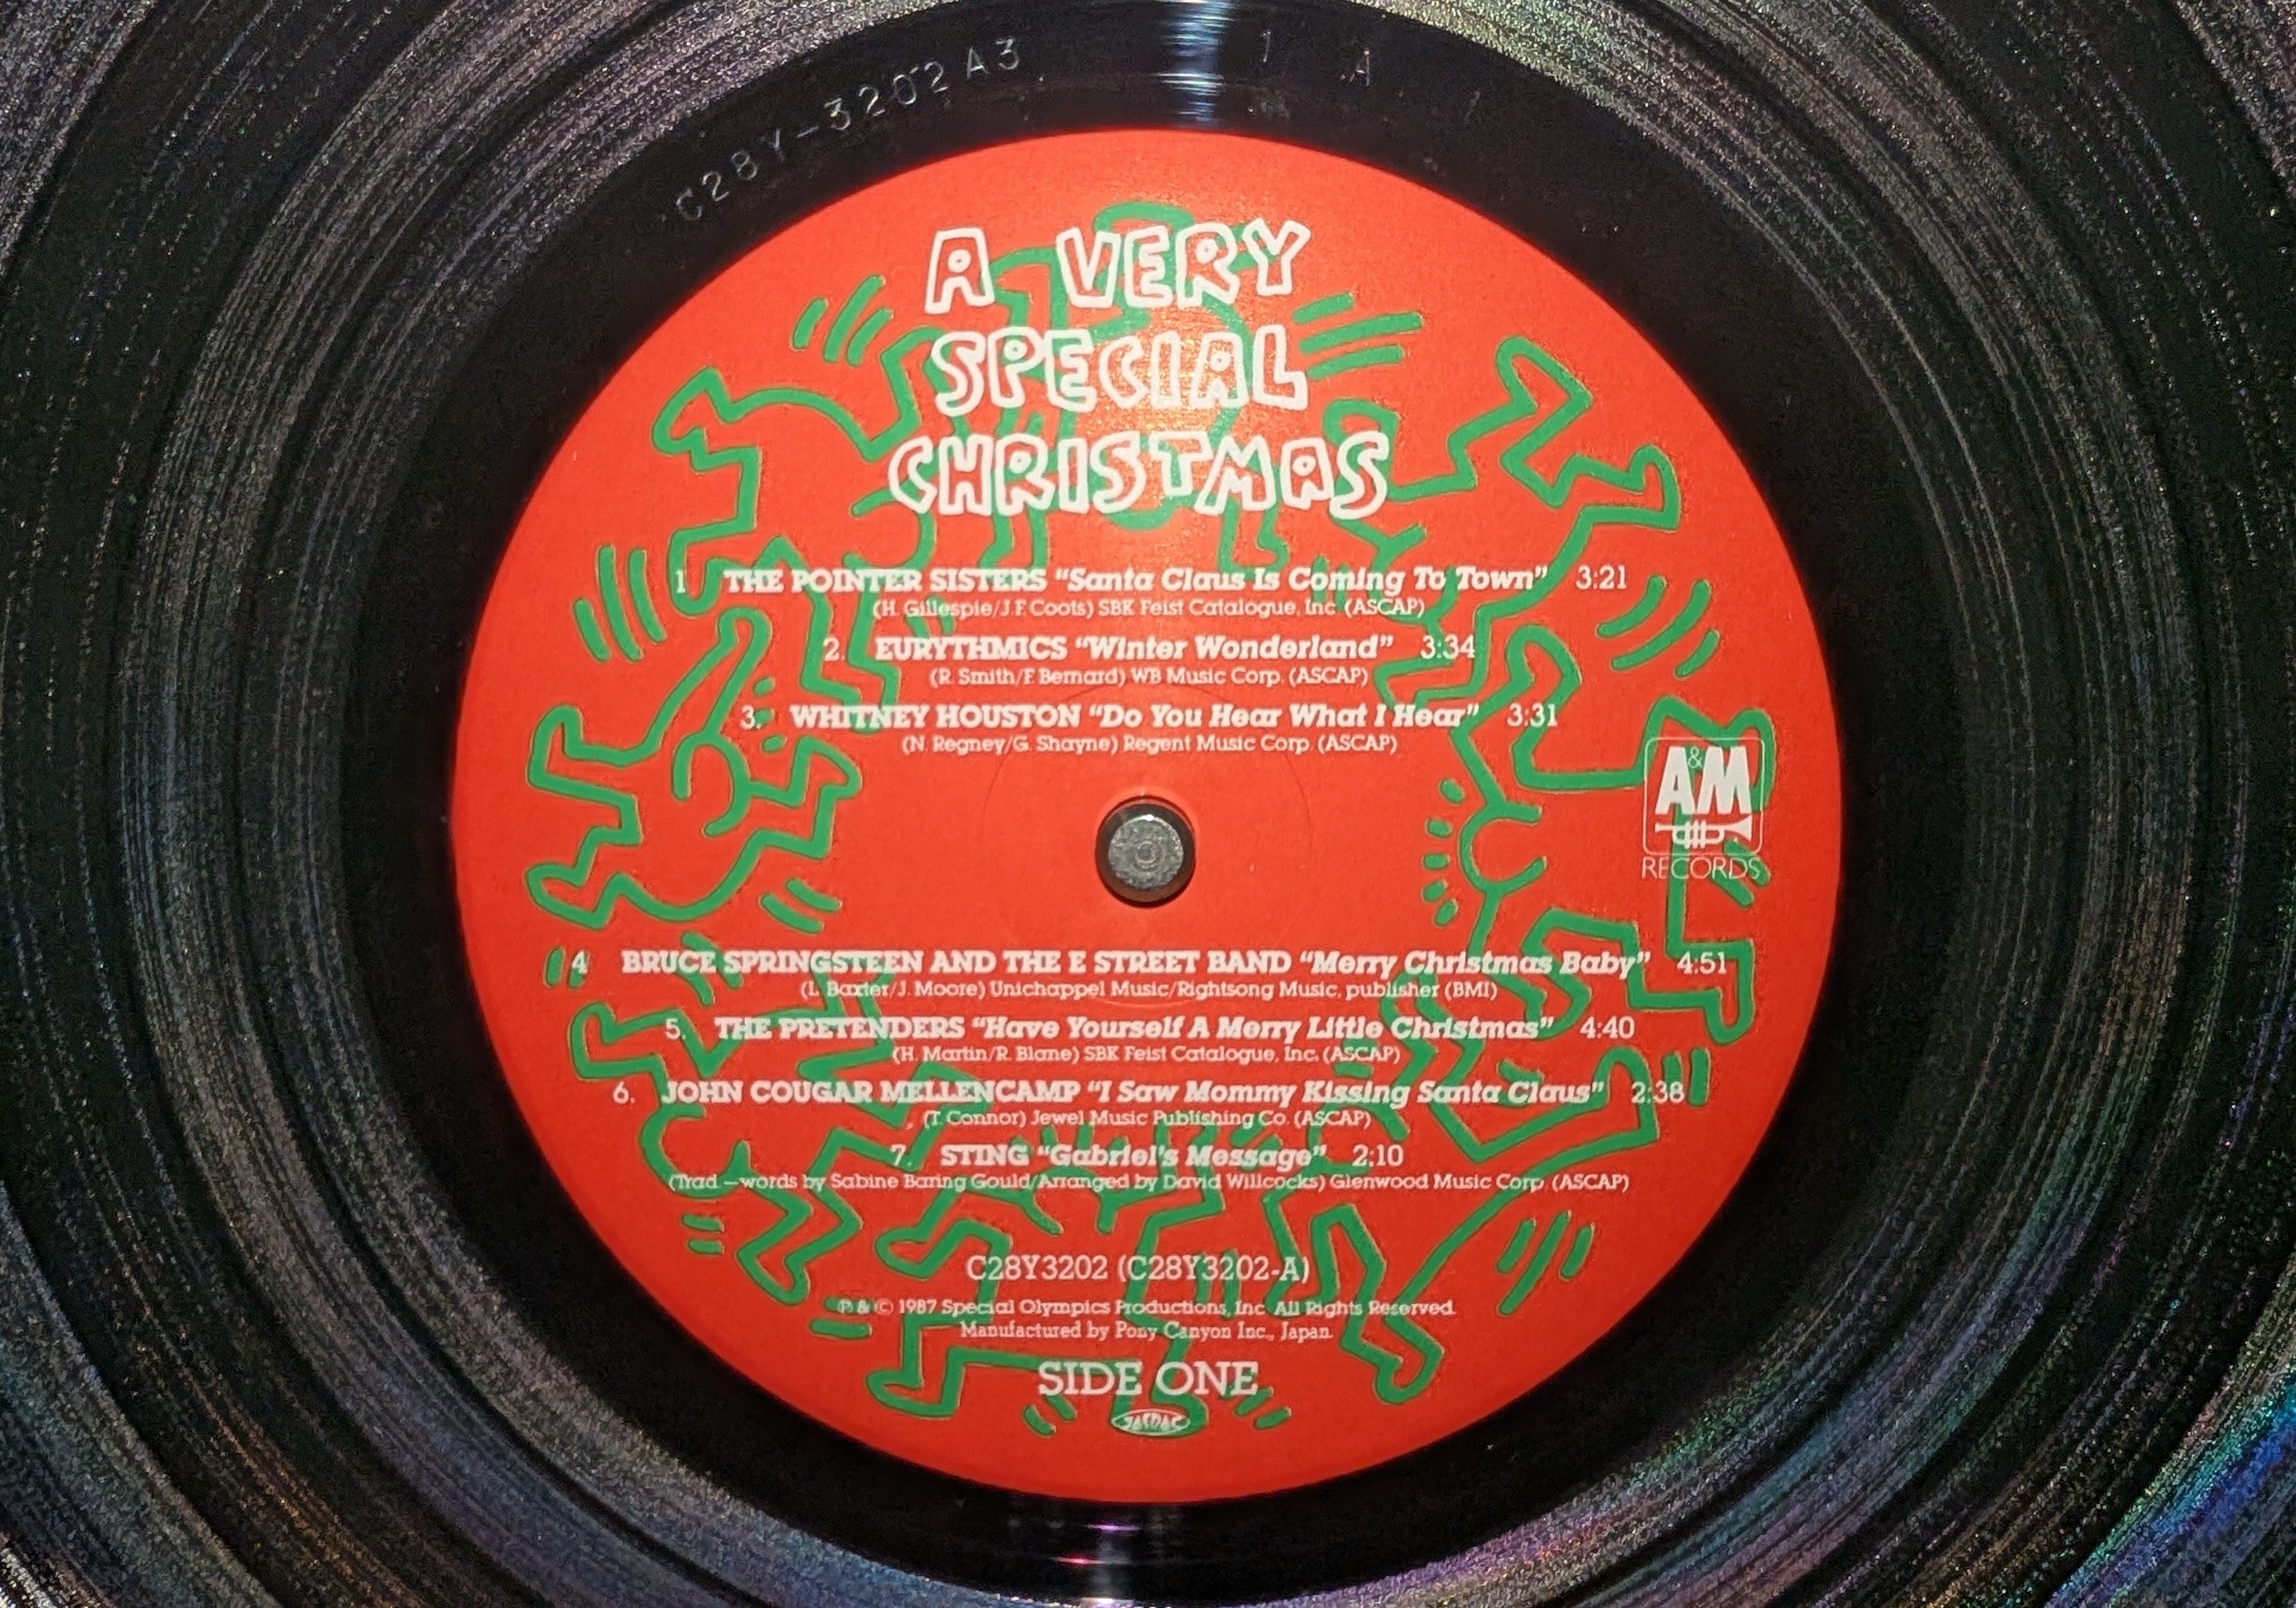 C28Y-3202 A3 1 A 1
A VERY
SPECIAL
CHRISTMAS
1 THE POINTER SISTERS “Santa Claus Is Coming To Town” 3:21
(H. Gillespie/J.F. Coots) SBK Feist Catalogue, Inc. (ASCAP)
2. EURYTHMICS “Winter Wonderland” 3:34
(R. Smith/F. Bernard) WB Music Corp. (ASCAP)
3. WHITNEY HOUSTON “Do You Hear What I Hear” 3:31
(N. Regney/G. Shayne) Regent Music Corp. (ASCAP)
A&M
RECORDS
4 BRUCE SPRINGSTEEN AND THE E STREET BAND “Merry Christmas Baby” 4:51
(L. Baxter/J. Moore) Unichappel Music/Rightsong Music, publisher (BMI)
5. THE PRETENDERS “Have Yourself A Merry Little Christmas” 4:40
(H. Martin/R. Blane) SBK Feist Catalogue, Inc. (ASCAP)
6. JOHN COUGAR MELLENCAMP “I Saw Mommy Kissing Santa Claus” 2:38
(T. Connor) Jewel Music Publishing Co. (ASCAP)
7. STING “Gabriel's Message” 2:10
(Trad.—words by Sabine Baring Gould/Arranged by David Willcocks) Glenwood Music Corp. (ASCAP)
C28Y3202 (C28Y3202-A)
℗ & © 1987 Special Olympics Productions, Inc. All Rights Reserved.
Manufactured by Pony Canyon Inc., Japan.
SIDE ONE
JASRAC